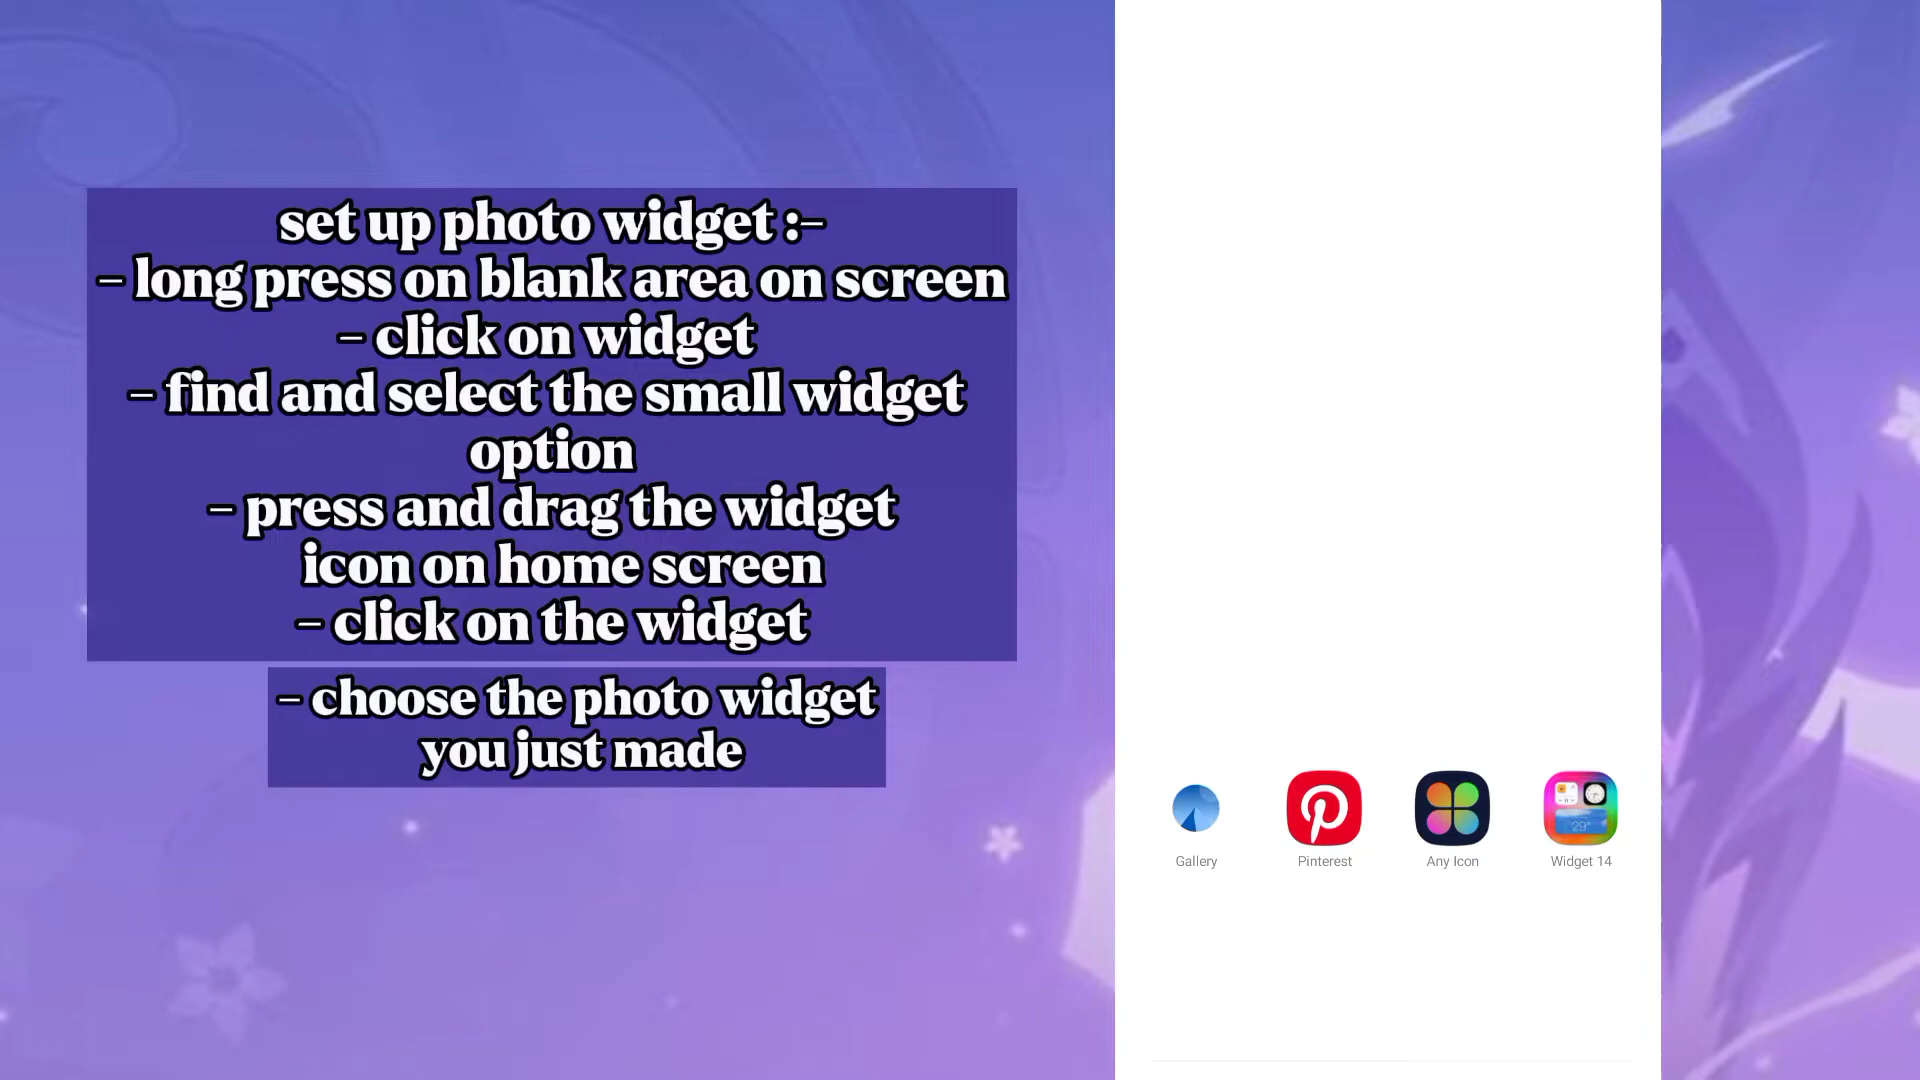 set up photo widget :-
- long press on blank area on screen
- click on widget
- find and select the small widget
option
- press and drag the widget
icon on home screen
- click on the widget
- choose the photo widget
you just made
29°
Gallery
Pinterest
Any Icon
Widget 14